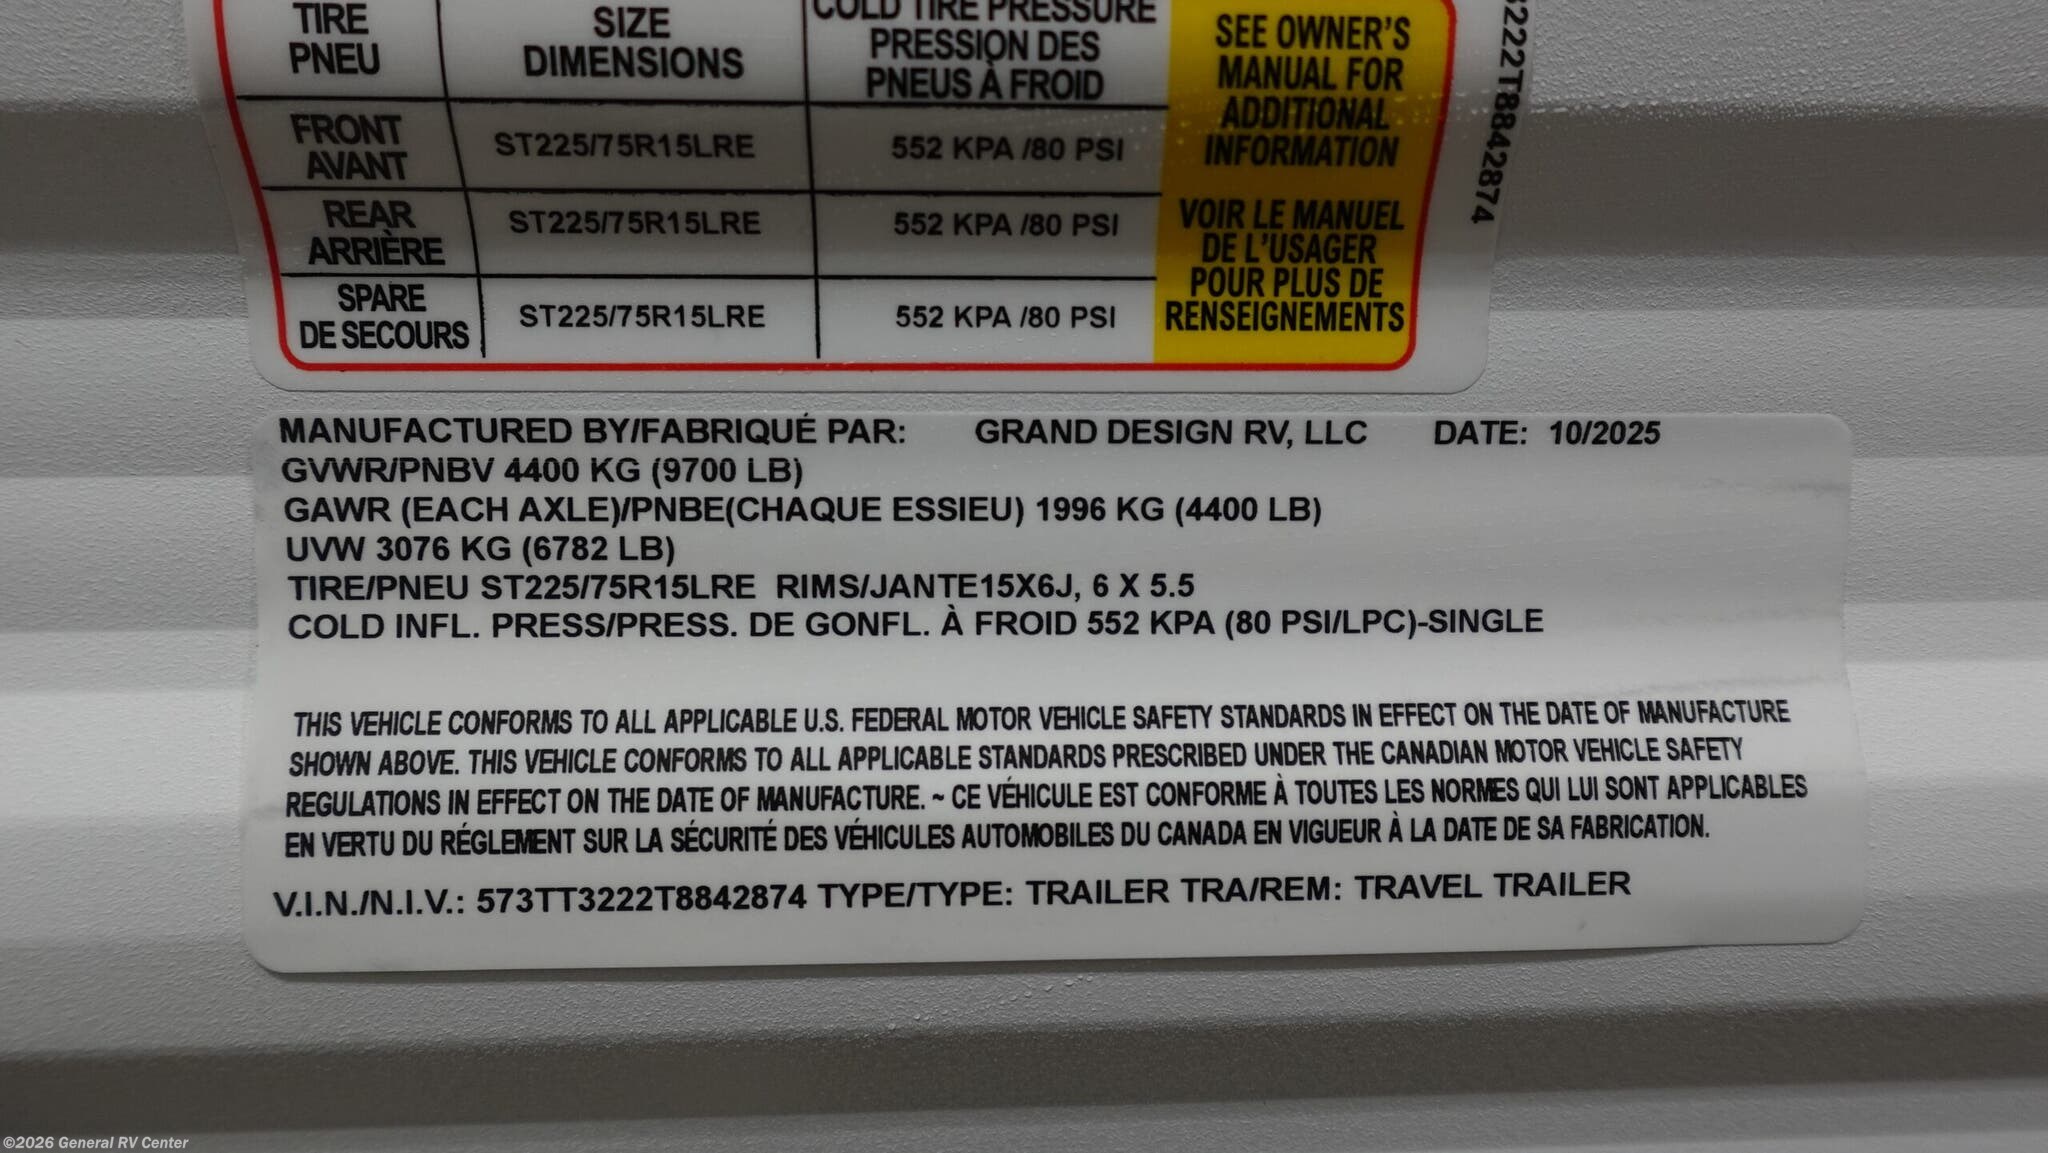 TIRE
PNEU
SIZE
DIMENSIONS
COLD TIRE PRESSURE
PRESSION DES
PNEUS À FROID
SEE OWNER'S
MANUAL FOR
ADDITIONAL
INFORMATION
VOIR LE MANUEL
DE L'USAGER
POUR PLUS DE
RENSEIGNEMENTS
FRONT
AVANT
ST225/75R15LRE
552 KPA /80 PSI
REAR
ARRIÈRE
ST225/75R15LRE
552 KPA /80 PSI
SPARE
DE SECOURS
ST225/75R15LRE
552 KPA /80 PSI
222T8842874
MANUFACTURED BY/FABRIQUÉ PAR: GRAND DESIGN RV, LLC DATE: 10/2025
GVWR/PNBV 4400 KG (9700 LB)
GAWR (EACH AXLE)/PNBE(CHAQUE ESSIEU) 1996 KG (4400 LB)
UVW 3076 KG (6782 LB)
TIRE/PNEU ST225/75R15LRE RIMS/JANTE15X6J, 6 X 5.5
COLD INFL. PRESS/PRESS. DE GONFL. À FROID 552 KPA (80 PSI/LPC)-SINGLE
THIS VEHICLE CONFORMS TO ALL APPLICABLE U.S. FEDERAL MOTOR VEHICLE SAFETY STANDARDS IN EFFECT ON THE DATE OF MANUFACTURE
SHOWN ABOVE. THIS VEHICLE CONFORMS TO ALL APPLICABLE STANDARDS PRESCRIBED UNDER THE CANADIAN MOTOR VEHICLE SAFETY
REGULATIONS IN EFFECT ON THE DATE OF MANUFACTURE. ~ CE VÉHICULE EST CONFORME À TOUTES LES NORMES QUI LUI SONT APPLICABLES
EN VERTU DU RÉGLEMENT SUR LA SÉCURITÉ DES VÉHICULES AUTOMOBILES DU CANADA EN VIGUEUR À LA DATE DE SA FABRICATION.
V.I.N./N.I.V.: 573TT3222T8842874 TYPE/TYPE: TRAILER TRA/REM: TRAVEL TRAILER
©2026 General RV Center